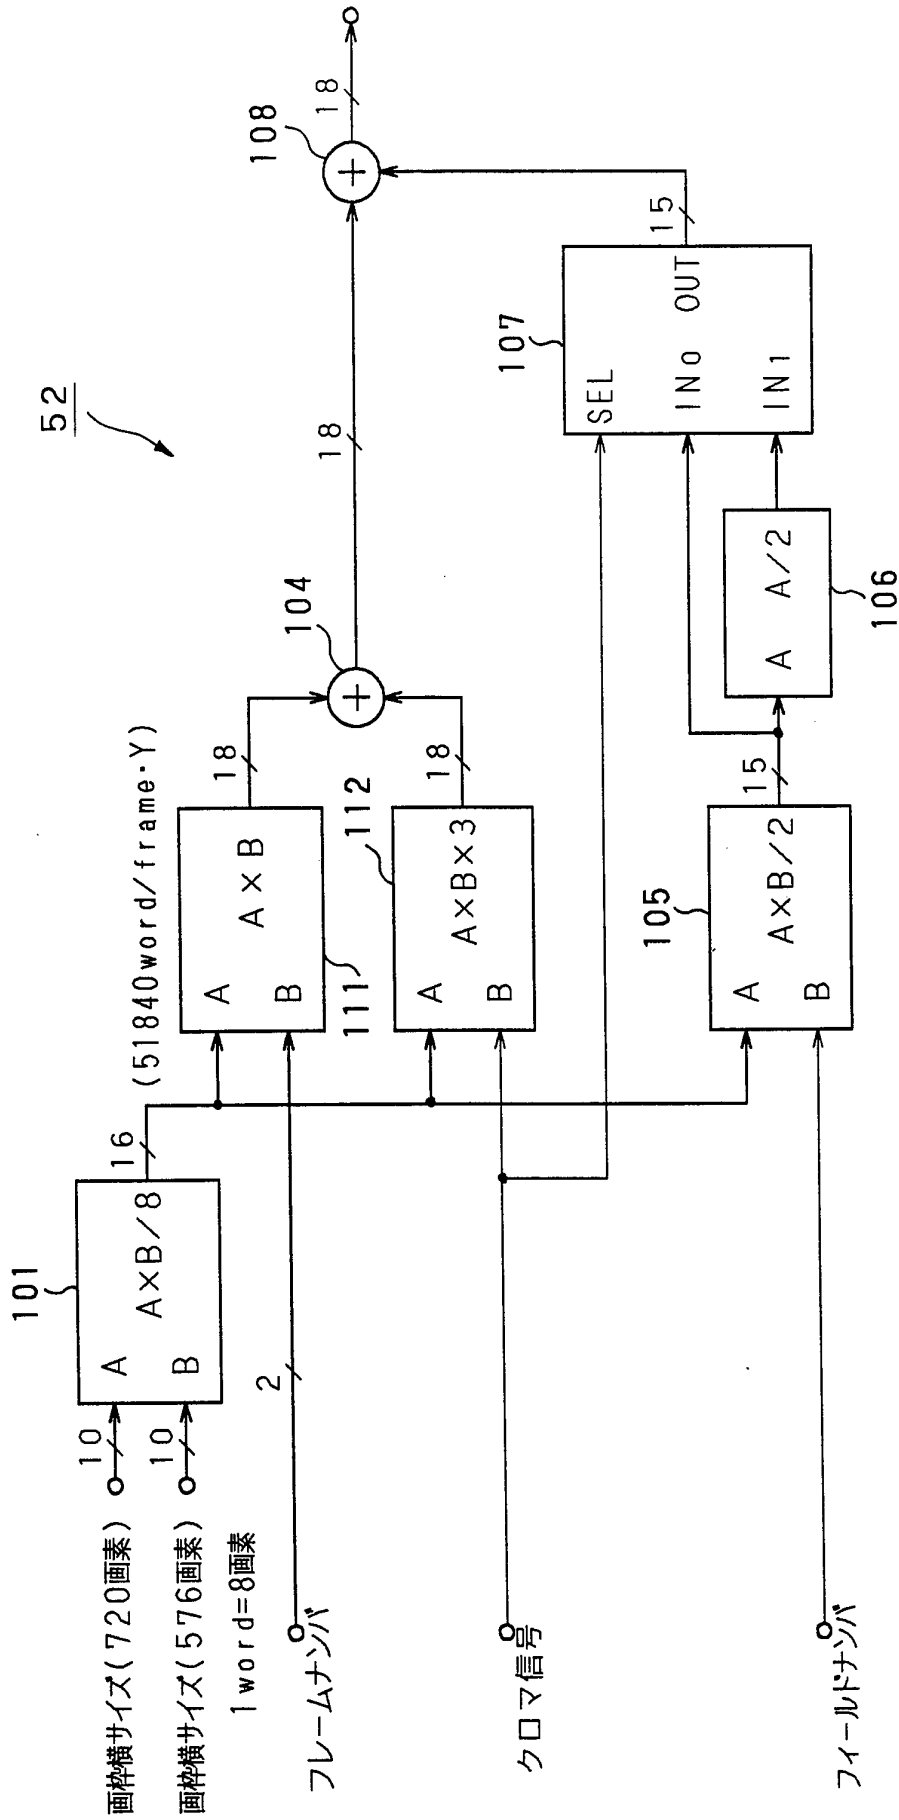 52
画枠横サイズ(720画素)
10
画枠横サイズ(576画素)
10
1word=8画素
101
A
B
A×B/8
16
(51840word/frame・Y)
フレームナンバ
2
A
B
A×B
111
18
クロマ信号
A
B
A×B×3
112
18
104
+
18
フィールドナンバ
A
B
A×B/2
105
15
A
A/2
106
107
SEL
IN0
IN1
OUT
15
108
+
18